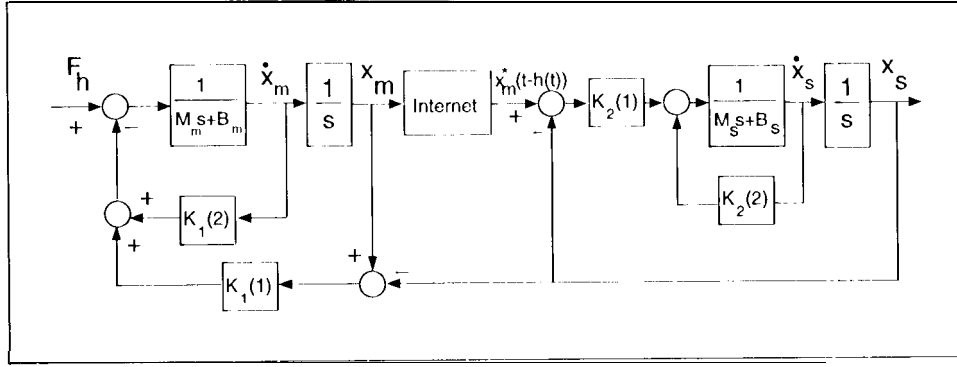 F_h
+
−
1
M_m s+B_m
ẋ_m
1
s
x_m
Internet
x*_m(t-h(t))
+
−
K_2(1)
1
M_s s+B_s
ẋ_s
1
s
x_s
+
+
K_1(2)
K_2(2)
K_1(1)
+
−